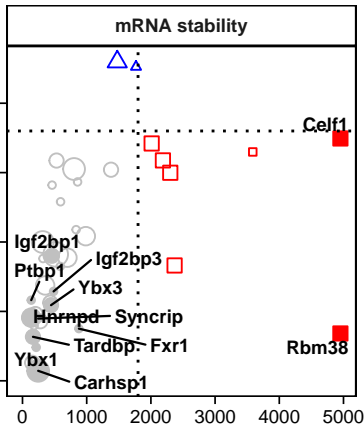 mRNA stability
Celf1
Igf2bp1
Igf2bp3
Ptbp1
Ybx3
Hnrnpd
Syncrip
Tardbp
Fxr1
Rbm38
Ybx1
Carhsp1
0 1000 2000 3000 4000 5000